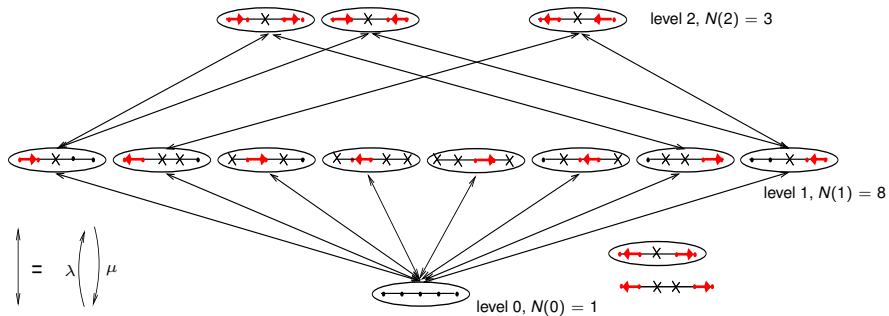 level 2, N(2) = 3
level 1, N(1) = 8
= λ μ
level 0, N(0) = 1